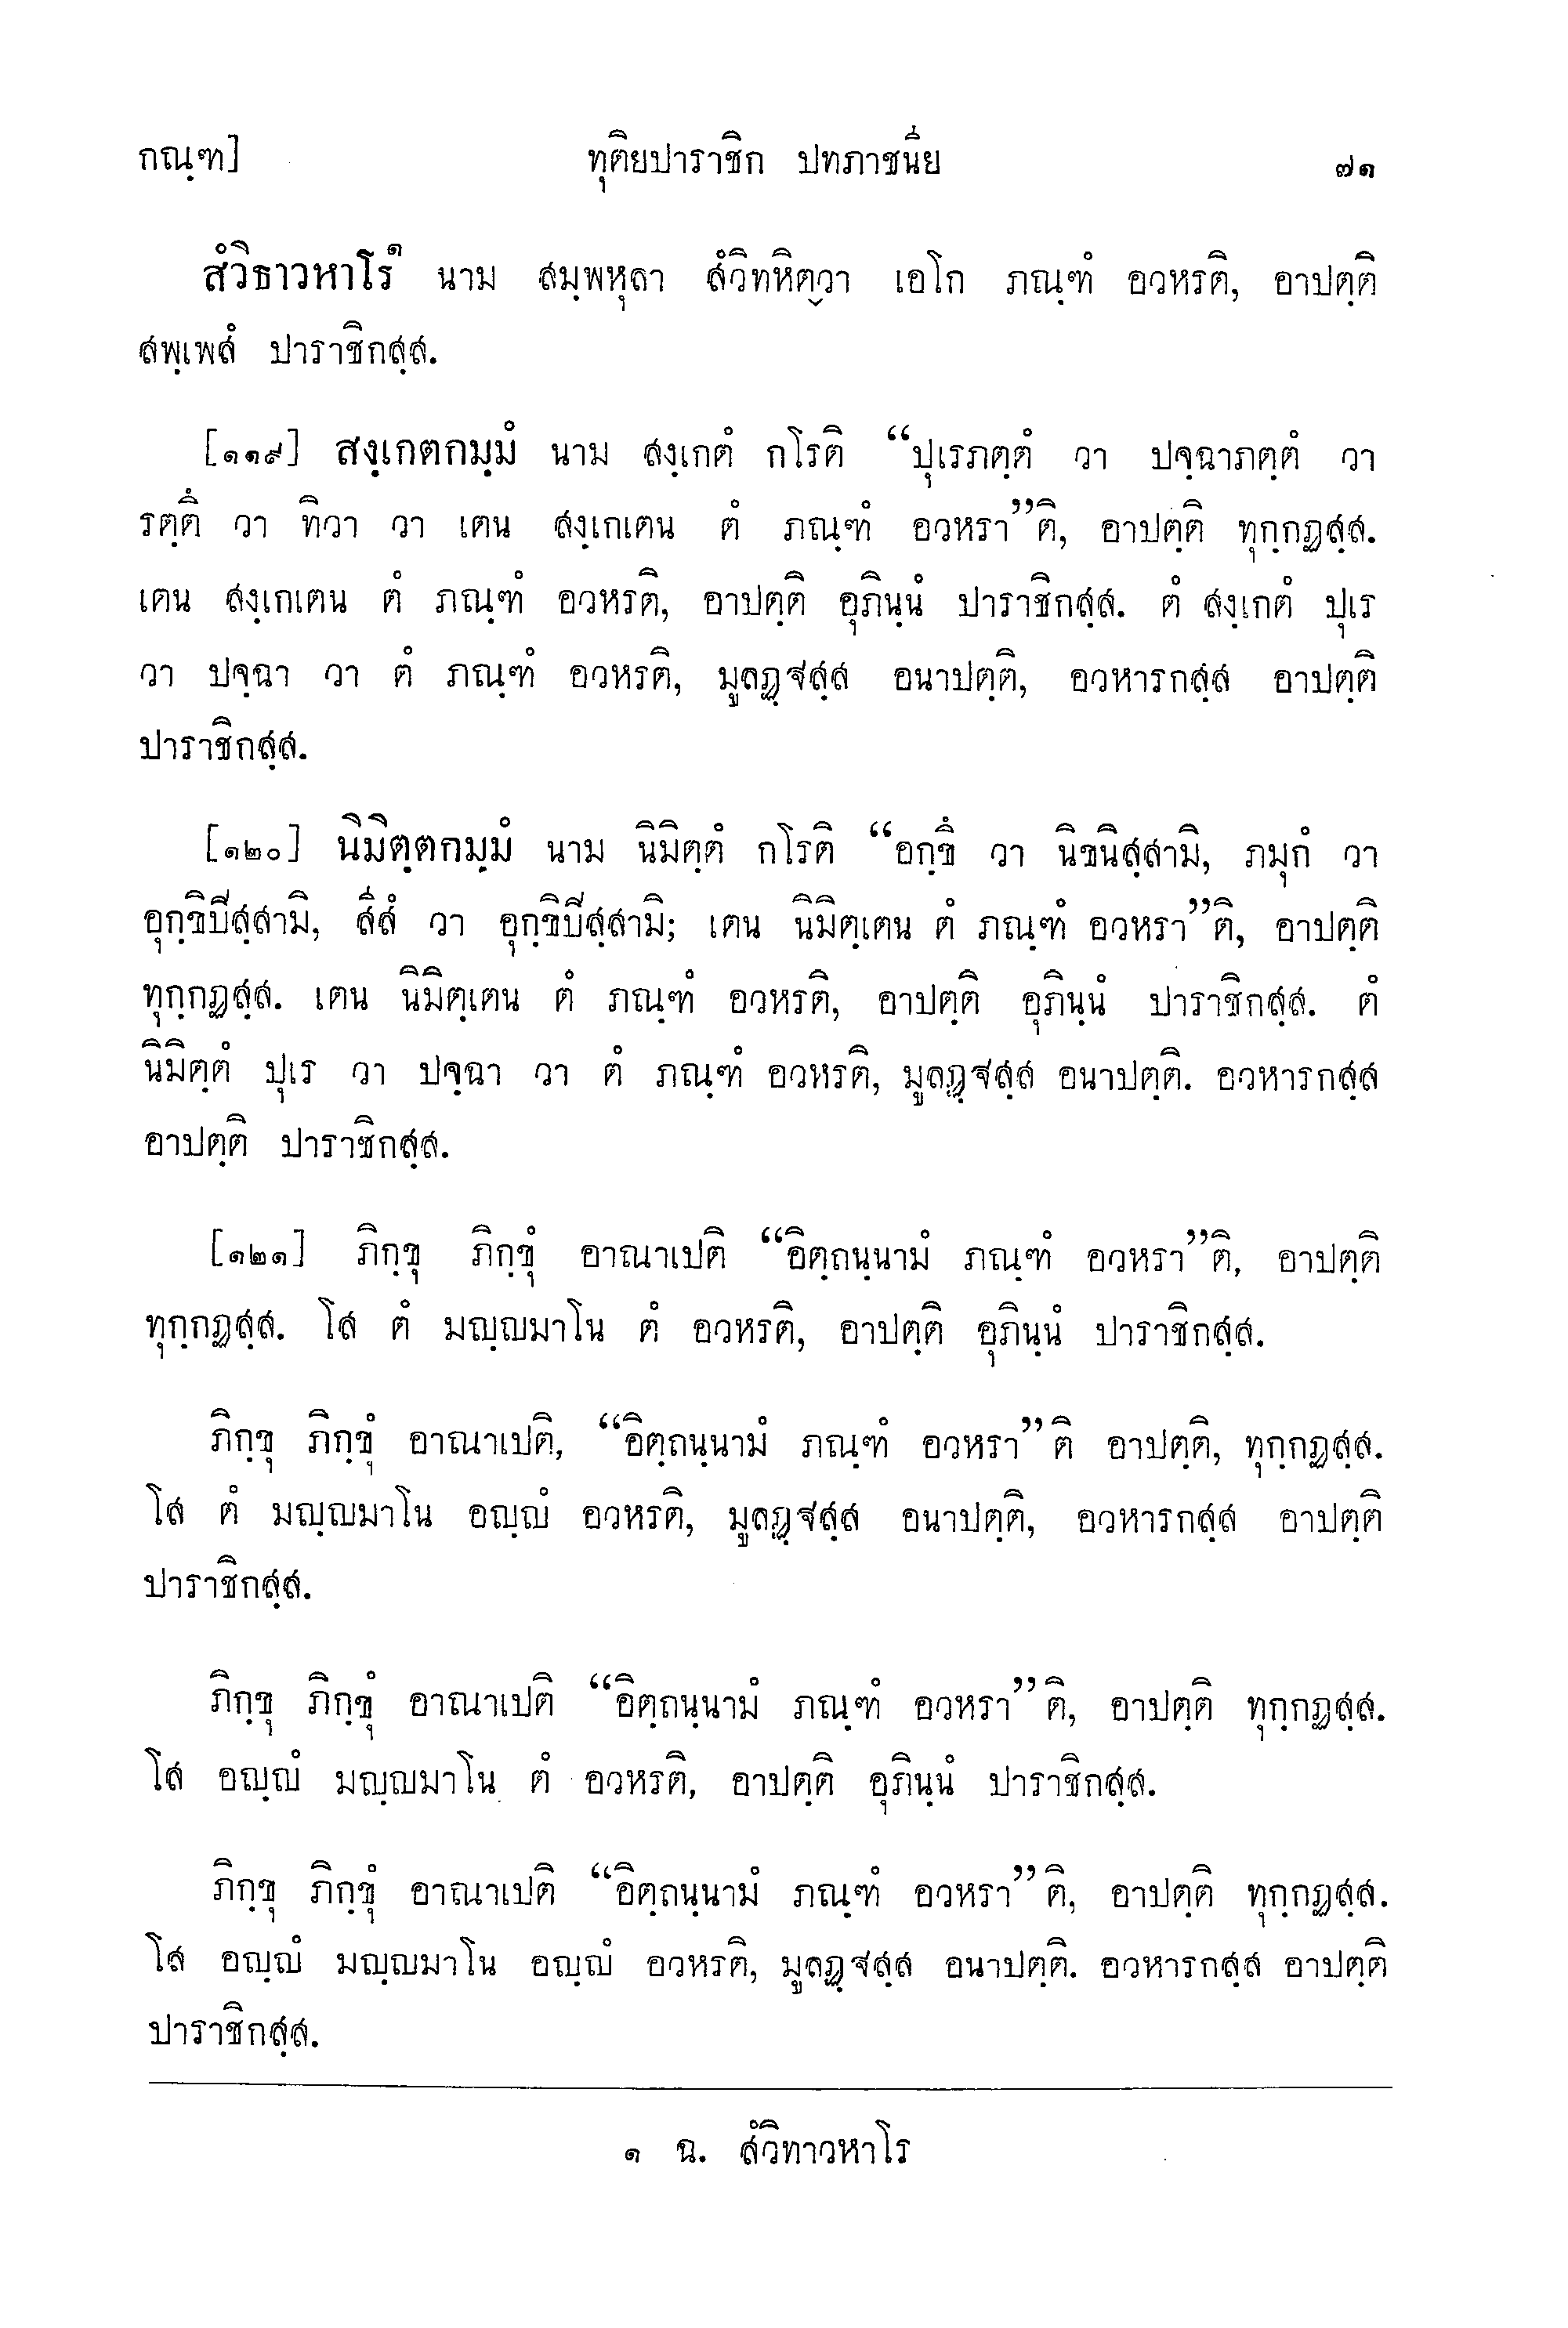 กณฺฑ] ทุติยปาราชิก ปทภาชนิํย ๗๑
สํวิธาวหาโร๑ นาม สมฺพหุลา สํวิทหิตฺวา เอโก ภณฺฑํ อวหรติ, อาปตฺติ
สพฺเพสํ ปาราชิกสฺส.
[๑๑๙] สงฺเกตกมฺมํ นาม สงฺเกตํ กโรติ “ปุเรภตฺตํ วา ปจฺฉาภตฺตํ วา
รตฺติํ วา ทิวา วา เตน สงฺเกเตน ตํ ภณฺฑํ อวหรา”ติ, อาปตฺติ ทุกฺกฏสฺส.
เตน สงฺเกเตน ตํ ภณฺฑํ อวหรติ, อาปตฺติ อุภินฺนํ ปาราชิกสฺส. ตํ สงฺเกตํ ปุเร
วา ปจฺฉา วา ตํ ภณฺฑํ อวหรติ, มูลฏฺฐสฺส อนาปตฺติ, อวหารกสฺส อาปตฺติ
ปาราชิกสฺส.
[๑๒๐] นิมิตฺตกมฺมํ นาม นิมิตฺตํ กโรติ “อกฺขิํ วา นิขนิสฺสามิ, ภมุกํ วา
อุกฺขิปิสฺสามิ, สีสํ วา อุกฺขิปิสฺสามิ; เตน นิมิตฺเตน ตํ ภณฺฑํ อวหรา”ติ, อาปตฺติ
ทุกฺกฏสฺส. เตน นิมิตฺเตน ตํ ภณฺฑํ อวหรติ, อาปตฺติ อุภินฺนํ ปาราชิกสฺส. ตํ
นิมิตฺตํ ปุเร วา ปจฺฉา วา ตํ ภณฺฑํ อวหรติ, มูลฏฺฐสฺส อนาปตฺติ. อวหารกสฺส
อาปตฺติ ปาราชิกสฺส.
[๑๒๑] ภิกฺขุ ภิกฺขุํ อาณาเปติ “อิตฺถนฺนามํ ภณฺฑํ อวหรา”ติ, อาปตฺติ
ทุกฺกฏสฺส. โส ตํ มญฺญมาโน ตํ อวหรติ, อาปตฺติ อุภินฺนํ ปาราชิกสฺส.
ภิกฺขุ ภิกฺขุํ อาณาเปติ, “อิตฺถนฺนามํ ภณฺฑํ อวหรา” ติ อาปตฺติ, ทุกฺกฏสฺส.
โส ตํ มญฺญมาโน อญฺญํ อวหรติ, มูลฏฺฐสฺส อนาปตฺติ, อวหารกสฺส อาปตฺติ
ปาราชิกสฺส.
ภิกฺขุ ภิกฺขุํ อาณาเปติ “อิตฺถนฺนามํ ภณฺฑํ อวหรา” ติ, อาปตฺติ ทุกฺกฏสฺส.
โส อญฺญํ มญฺญมาโน ตํ อวหรติ, อาปตฺติ อุภินฺนํ ปาราชิกสฺส.
ภิกฺขุ ภิกฺขุํ อาณาเปติ “อิตฺถนฺนามํ ภณฺฑํ อวหรา” ติ, อาปตฺติ ทุกฺกฏสฺส.
โส อญฺญํ มญฺญมาโน อญฺญํ อวหรติ, มูลฏฺฐสฺส อนาปตฺติ. อวหารกสฺส อาปตฺติ
ปาราชิกสฺส.
๑ ฉ. สํวิทาวหาโร